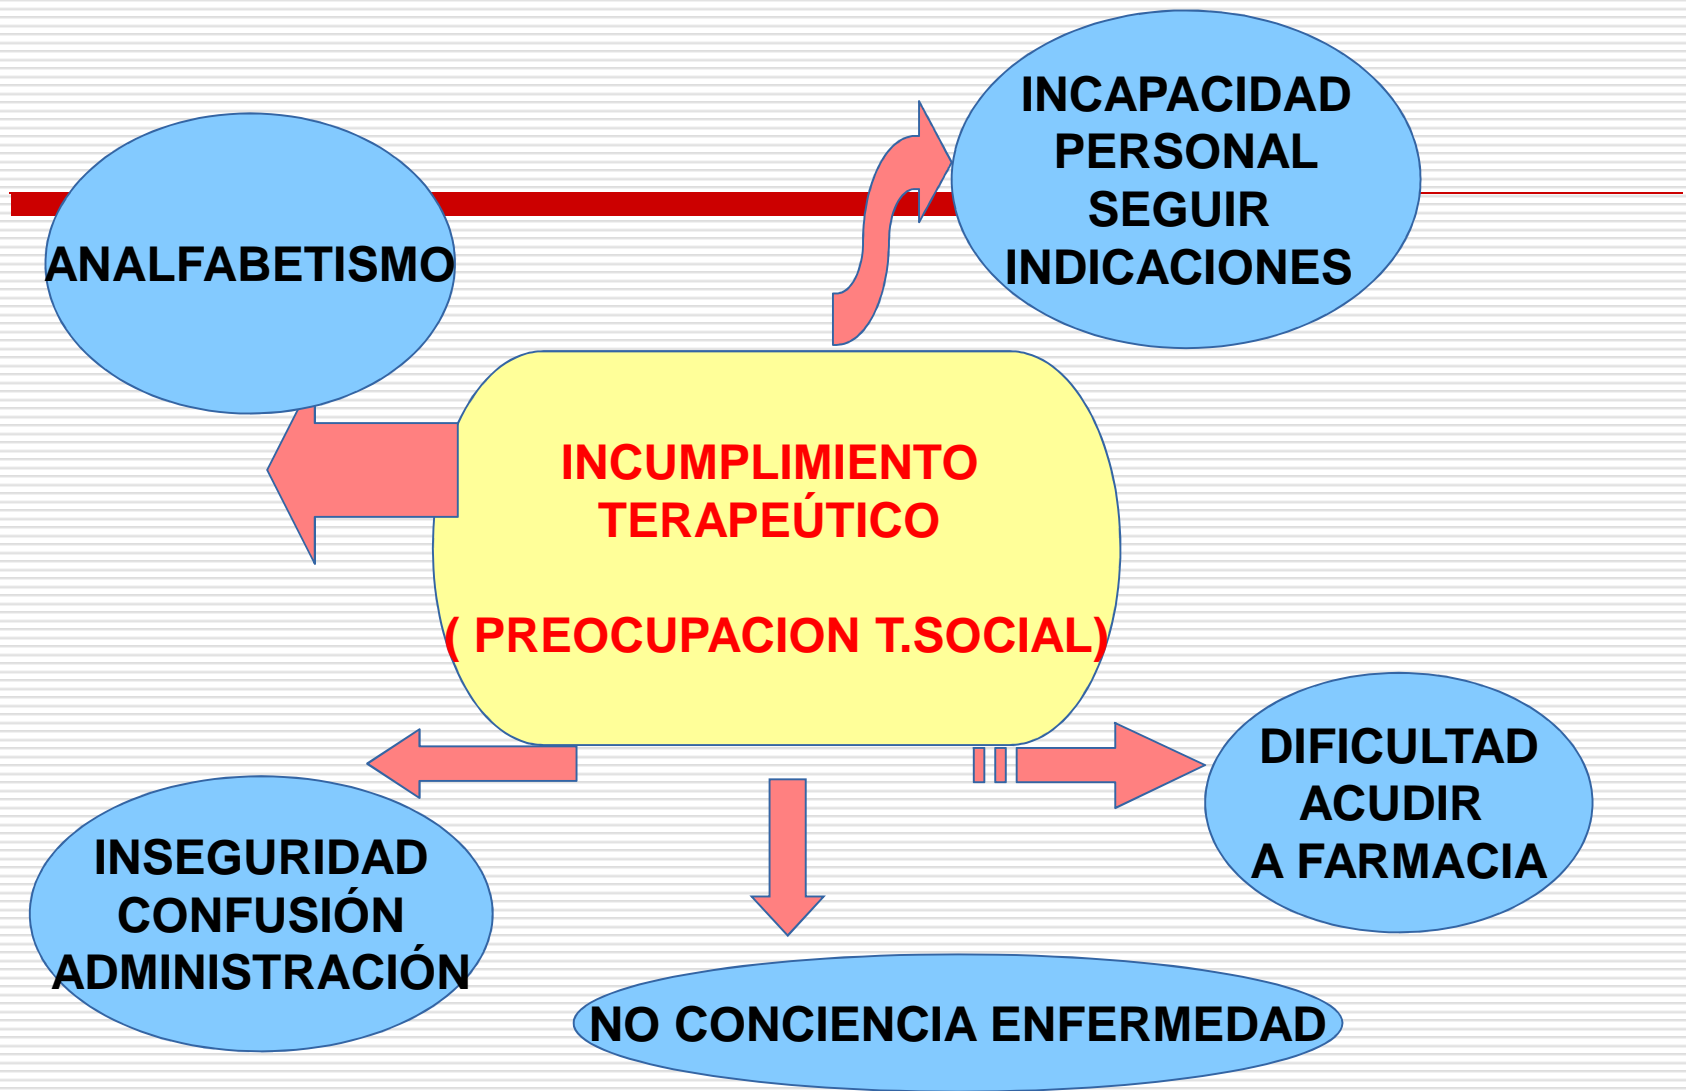 INCAPACIDAD
PERSONAL
SEGUIR
INDICACIONES
ANALFABETISMO
INCUMPLIMIENTO
TERAPEÚTICO
( PREOCUPACION T.SOCIAL)
DIFICULTAD
ACUDIR
A FARMACIA
INSEGURIDAD
CONFUSIÓN
ADMINISTRACIÓN
NO CONCIENCIA ENFERMEDAD